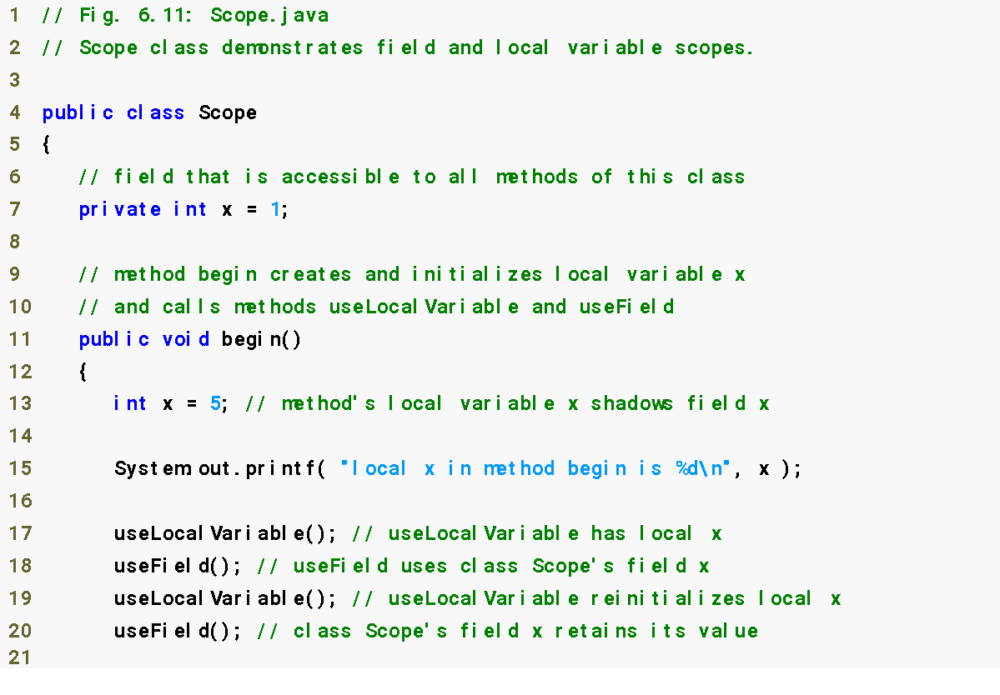 1 // Fig. 6.11: Scope.java
2 // Scope class demonstrates field and local variable scopes.
3
4 public class Scope
5 {
6 // field that is accessible to all methods of this class
7 private int x = 1;
8
9 // method begin creates and initializes local variable x
10 // and calls methods useLocalVariable and useField
11 public void begin()
12 {
13 int x = 5; // method's local variable x shadows field x
14
15 System.out.printf( "local x in method begin is %d\n", x );
16
17 useLocalVariable(); // useLocalVariable has local x
18 useField(); // useField uses class Scope's field x
19 useLocalVariable(); // useLocalVariable reinitializes local x
20 useField(); // class Scope's field x retains its value
21